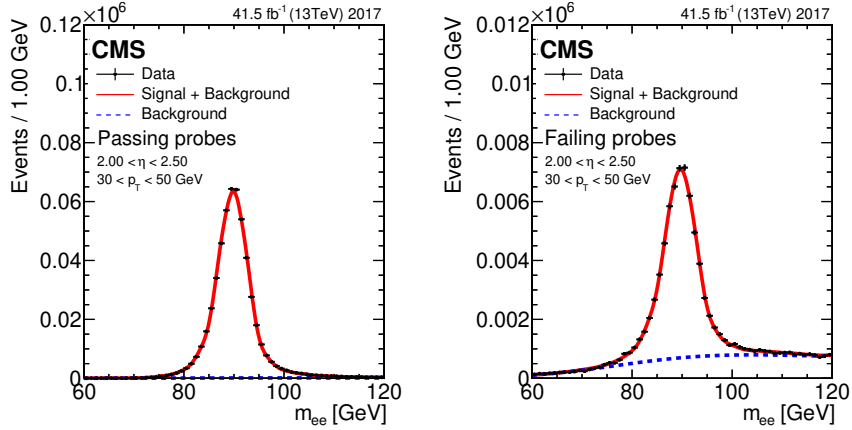 ×10⁶
41.5 fb⁻¹ (13TeV) 2017
0.12
0.1
0.08
0.06
0.04
0.02
0
Events / 1.00 GeV
CMS
Data
Signal + Background
Background
Passing probes
2.00 < η < 2.50
30 < p_T < 50 GeV
60 80 100 120
m_ee [GeV]
×10⁶
41.5 fb⁻¹ (13TeV) 2017
0.012
0.01
0.008
0.006
0.004
0.002
0
Events / 1.00 GeV
CMS
Data
Signal + Background
Background
Failing probes
2.00 < η < 2.50
30 < p_T < 50 GeV
60 80 100 120
m_ee [GeV]